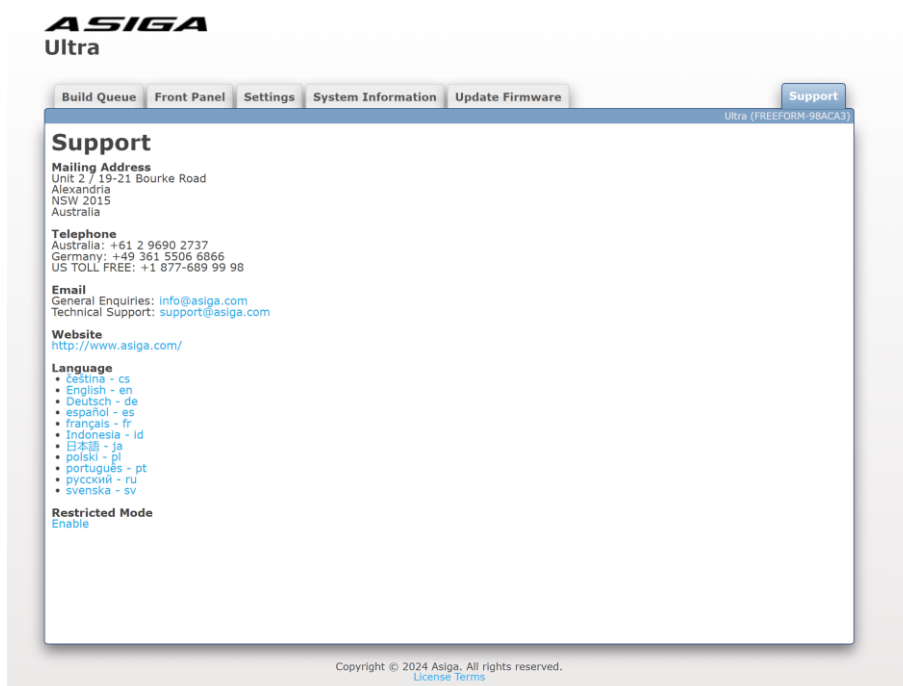 ASIGA
Ultra
Build Queue Front Panel Settings System Information Update Firmware Support
Ultra (FREEFORM-98ACA3)
Support
Mailing Address
Unit 2 / 19-21 Bourke Road
Alexandria
NSW 2015
Australia
Telephone
Australia: +61 2 9690 2737
Germany: +49 361 5506 6866
US TOLL FREE: +1 877-689 99 98
Email
General Enquiries: info@asiga.com
Technical Support: support@asiga.com
Website
http://www.asiga.com/
Language
• čeština - cs
• English - en
• Deutsch - de
• español - es
• français - fr
• Indonesia - id
• 日本語 - ja
• polski - pl
• português - pt
• русский - ru
• svenska - sv
Restricted Mode
Enable
Copyright © 2024 Asiga. All rights reserved.
License Terms